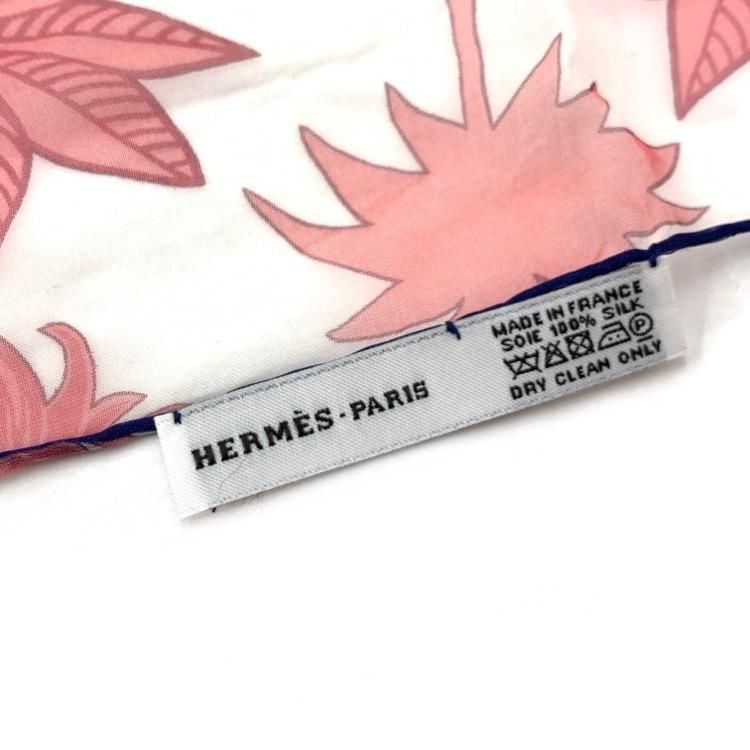 HERMÈS-PARIS
MADE IN FRANCE
SOIE 100% SILK
P
DRY CLEAN ONLY